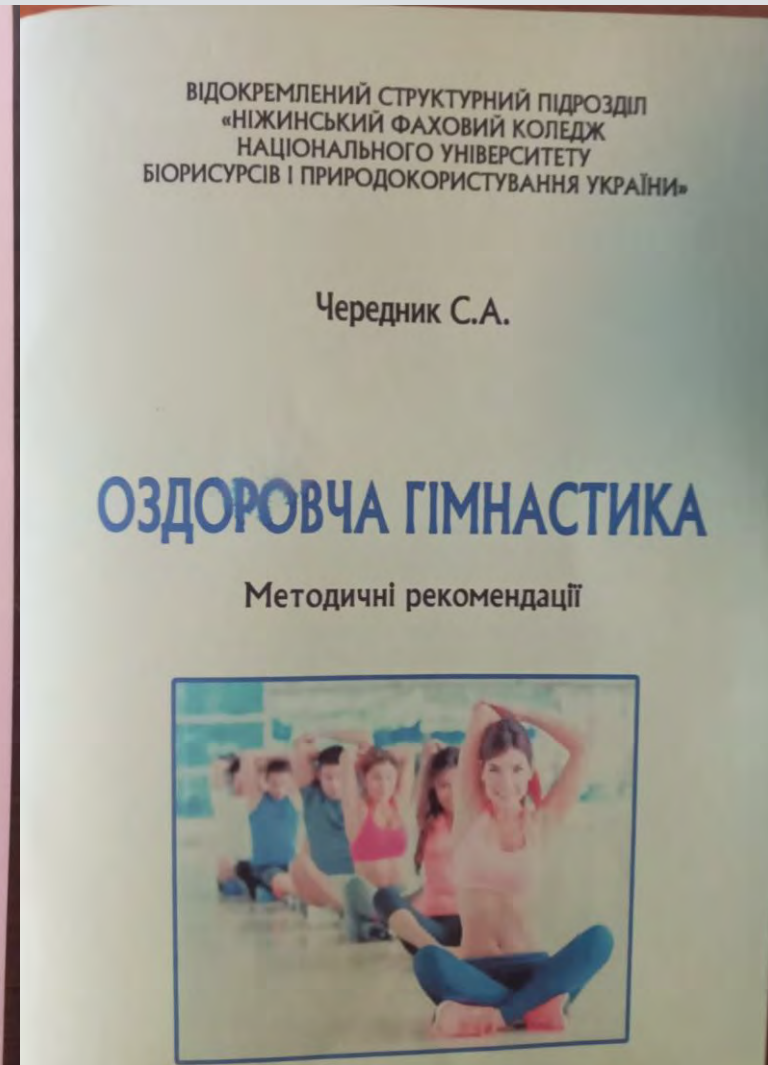 ВІДОКРЕМЛЕНИЙ СТРУКТУРНИЙ ПІДРОЗДІЛ
«НІЖИНСЬКИЙ ФАХОВИЙ КОЛЕДЖ
НАЦІОНАЛЬНОГО УНІВЕРСИТЕТУ
БІОРИСУРСІВ І ПРИРОДОКОРИСТУВАННЯ УКРАЇНИ»
Чередник С.А.
ОЗДОРОВЧА ГІМНАСТИКА
Методичні рекомендації